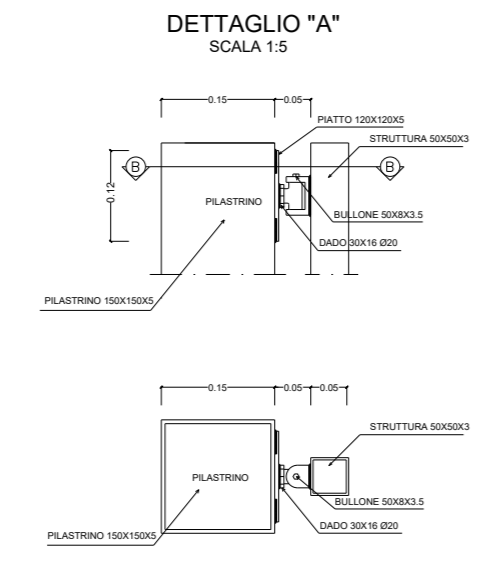 DETTAGLIO "A"
SCALA 1:5
0.15
0.05
PIATTO 120X120X5
STRUTTURA 50X50X3
B
B
0.12
PILASTRINO
BULLONE 50X8X3.5
DADO 30X16 Ø20
PILASTRINO 150X150X5
0.15
0.05
0.05
STRUTTURA 50X50X3
PILASTRINO
BULLONE 50X8X3.5
DADO 30X16 Ø20
PILASTRINO 150X150X5